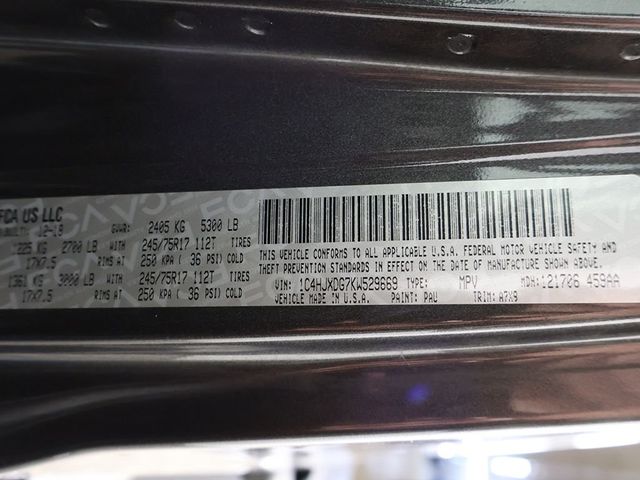 FCA US LLC
12-18 GVWR: 2405 KG 5300 LB
1225 KG 2700 LB WITH 245/75R17 112T TIRES
17X7.5 RIMS AT 250 KPA ( 36 PSI) COLD
1361 KG 3000 LB WITH 245/75R17 112T TIRES
17X7.5 RIMS AT 250 KPA ( 36 PSI) COLD
THIS VEHICLE CONFORMS TO ALL APPLICABLE U.S.A. FEDERAL MOTOR VEHICLE SAFETY AND
THEFT PREVENTION STANDARDS IN EFFECT ON THE DATE OF MANUFACTURE SHOWN ABOVE.
VIN: 1C4HJXDG7KW529669 TYPE: MPV MDH: 121706 459AA
VEHICLE MADE IN U.S.A. PAINT: PAU TRIM: A7X9